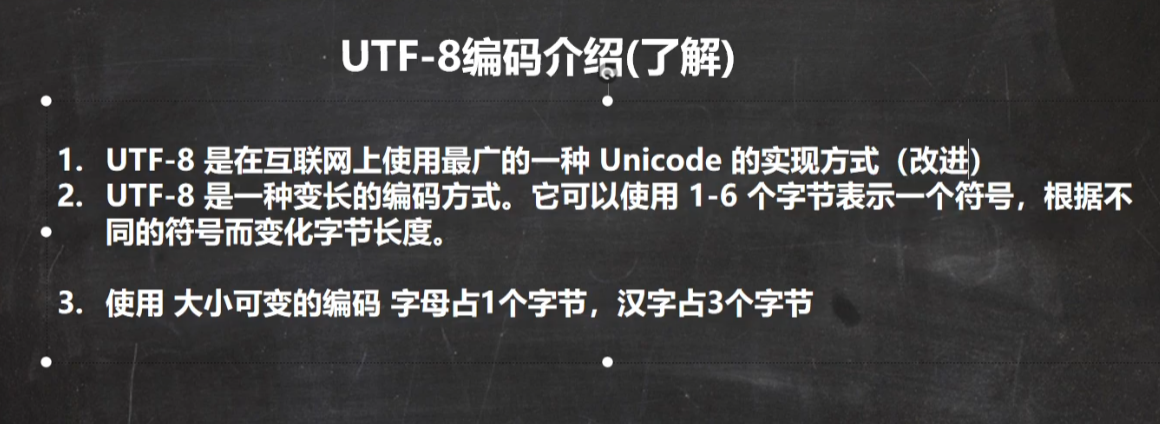 UTF-8编码介绍(了解)
1. UTF-8 是在互联网上使用最广的一种 Unicode 的实现方式（改进）
2. UTF-8 是一种变长的编码方式。它可以使用 1-6 个字节表示一个符号，根据不
同的符号而变化字节长度。
3. 使用 大小可变的编码 字母占1个字节，汉字占3个字节